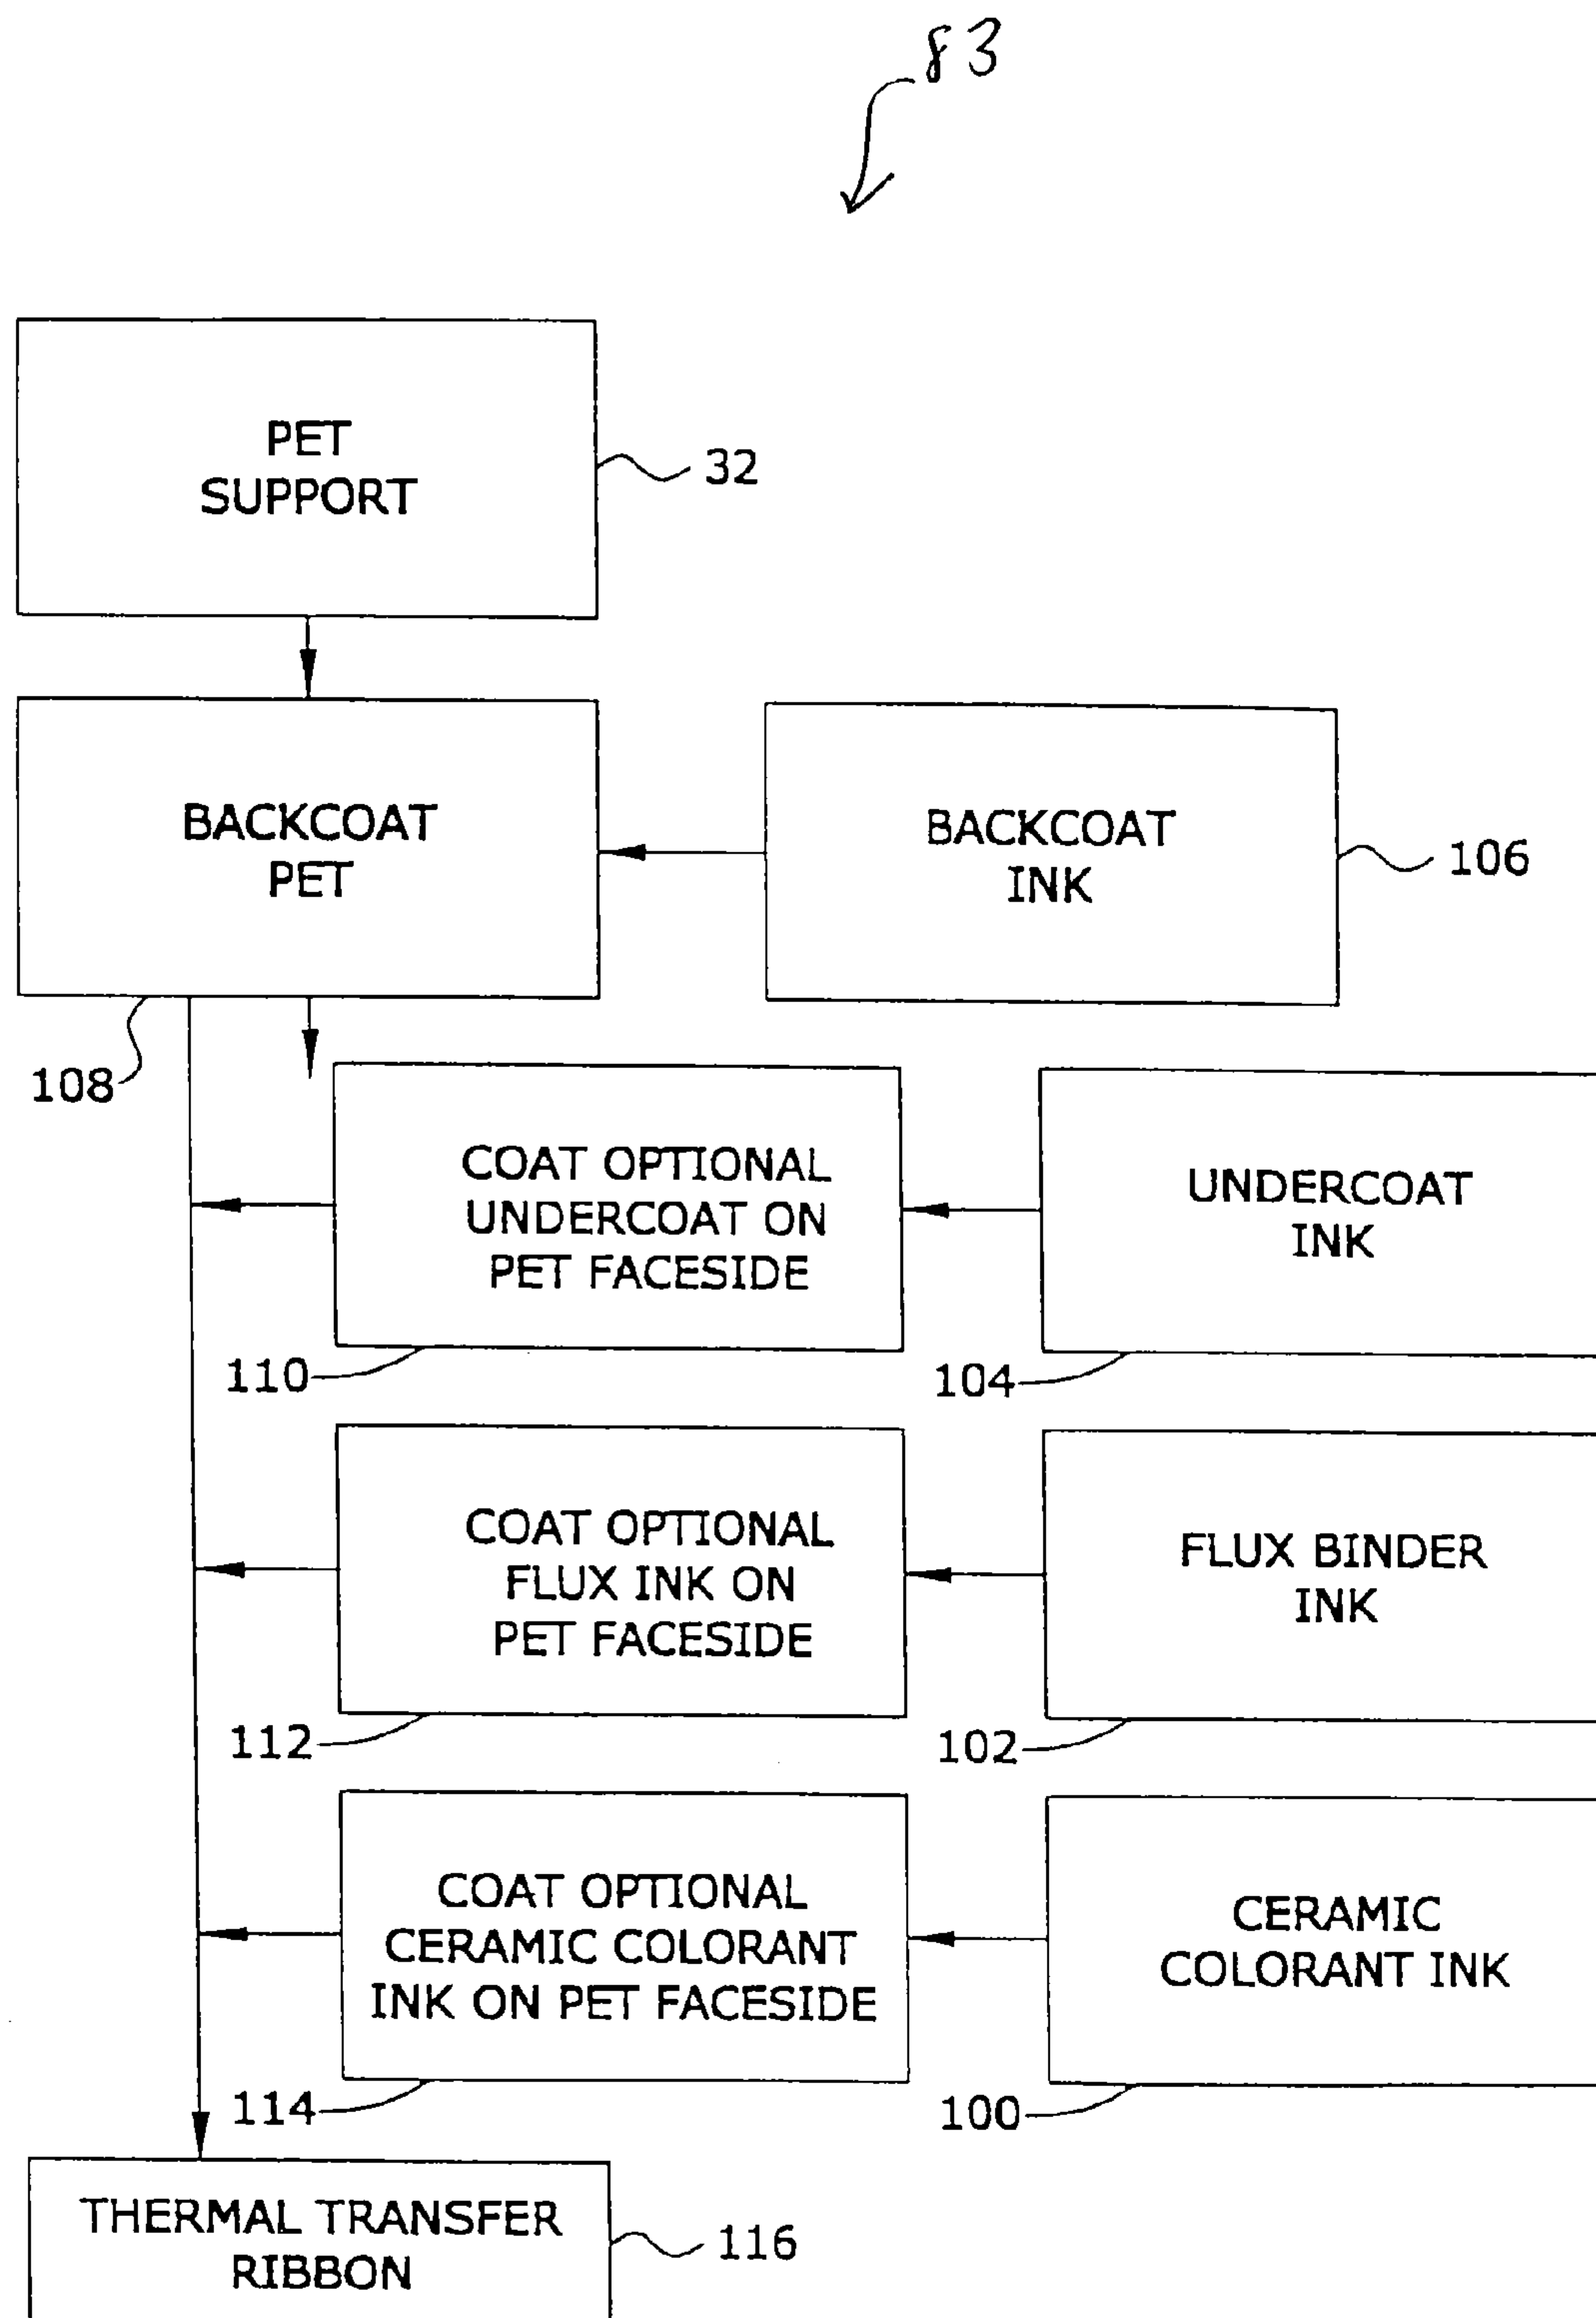 83
PET
SUPPORT
32
BACKCOAT
PET
BACKCOAT
INK
106
108
COAT OPTIONAL
UNDERCOAT ON
PET FACESIDE
UNDERCOAT
INK
110
104
COAT OPTIONAL
FLUX INK ON
PET FACESIDE
FLUX BINDER
INK
112
102
COAT OPTIONAL
CERAMIC COLORANT
INK ON PET FACESIDE
CERAMIC
COLORANT INK
114
100
THERMAL TRANSFER
RIBBON
116